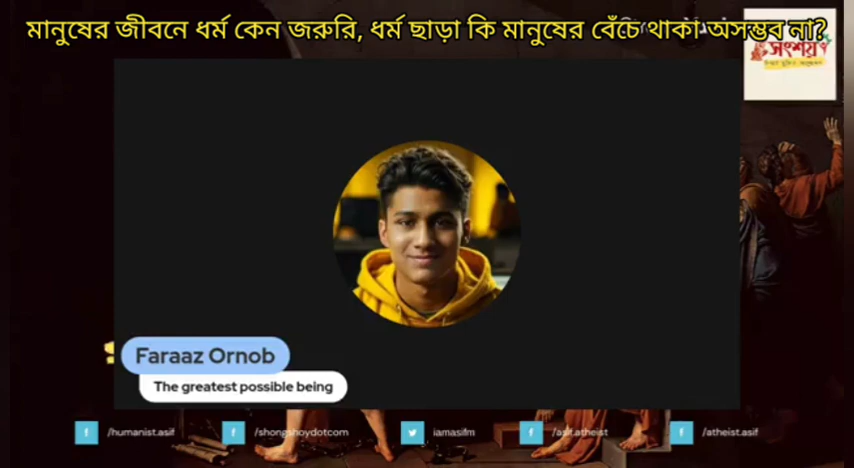 মানুষের জীবনে ধর্ম কেন জরুরি, ধর্ম ছাড়া কি মানুষের বেঁচে থাকা অসম্ভব না?
সংশয়
Faraaz Ornob
The greatest possible being
/humanist.asif
/shongshoydotcom
iamasifm
/asif.atheist
/atheist.asif